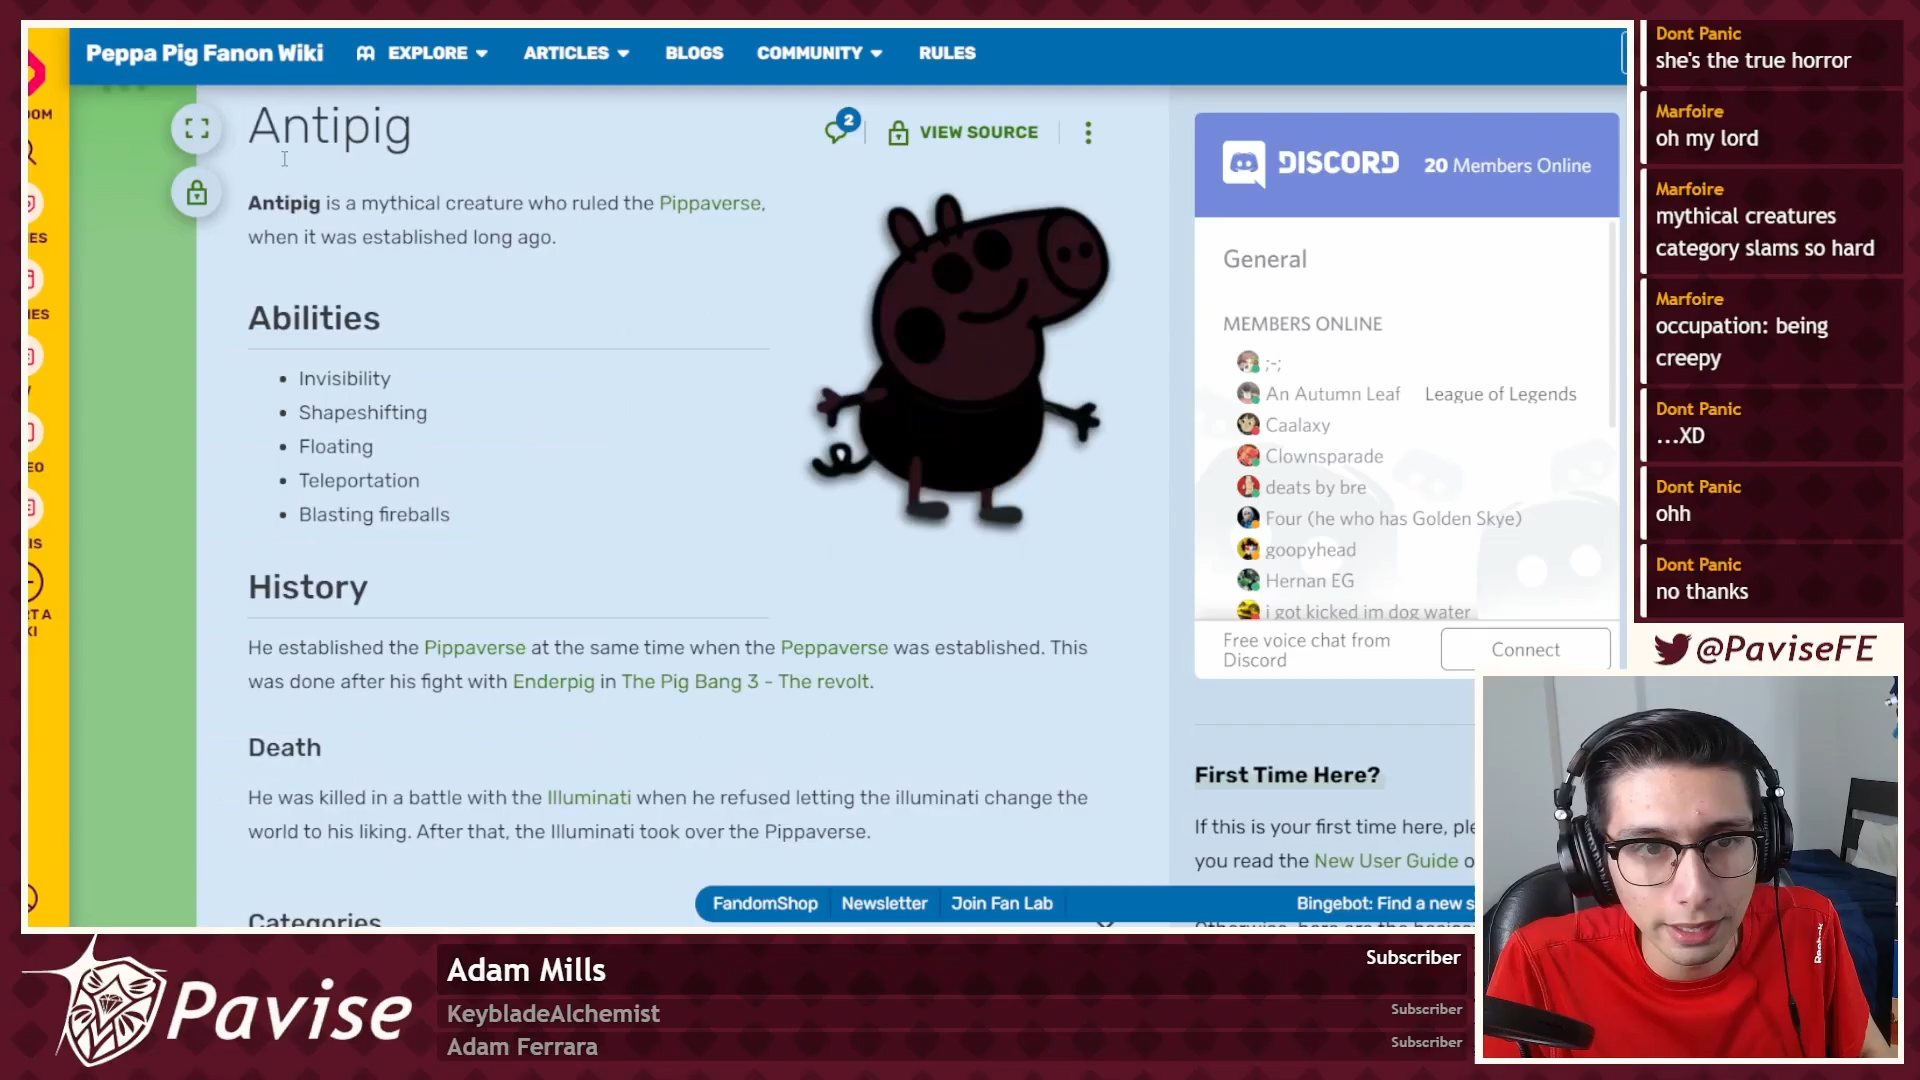 Peppa Pig Fanon Wiki
EXPLORE
ARTICLES
BLOGS
COMMUNITY
RULES
Antipig
2
VIEW SOURCE
Antipig is a mythical creature who ruled the Pippaverse,
when it was established long ago.
Abilities
Invisibility
Shapeshifting
Floating
Teleportation
Blasting fireballs
History
He established the Pippaverse at the same time when the Peppaverse was established. This
was done after his fight with Enderpig in The Pig Bang 3 - The revolt.
Death
He was killed in a battle with the Illuminati when he refused letting the illuminati change the
world to his liking. After that, the Illuminati took over the Pippaverse.
Categories
DISCORD
20 Members Online
General
MEMBERS ONLINE
;-;
An Autumn Leaf League of Legends
Caalaxy
Clownsparade
deats by bre
Four (he who has Golden Skye)
goopyhead
Hernan EG
i got kicked im dog water
Free voice chat from
Discord
Connect
First Time Here?
If this is your first time here, ple
you read the New User Guide o
FandomShop
Newsletter
Join Fan Lab
Bingebot: Find a new s
Dont Panic
she's the true horror
Marfoire
oh my lord
Marfoire
mythical creatures
category slams so hard
Marfoire
occupation: being
creepy
Dont Panic
...XD
Dont Panic
ohh
Dont Panic
no thanks
@PaviseFE
Reebok
Pavise
Adam Mills Subscriber
KeybladeAlchemist Subscriber
Adam Ferrara Subscriber